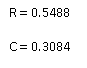 R = 0.5488
C = 0.3084